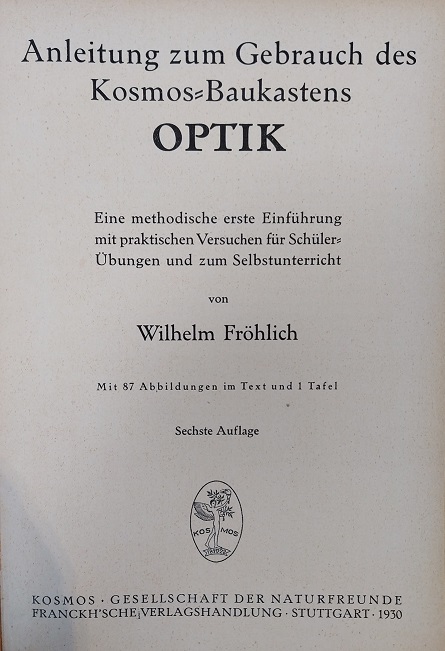 Anleitung zum Gebrauch des
Kosmos=Baukastens
OPTIK
Eine methodische erste Einführung
mit praktischen Versuchen für Schüler=
Übungen und zum Selbstunterricht
von
Wilhelm Fröhlich
Mit 87 Abbildungen im Text und 1 Tafel
Sechste Auflage
KOS MOS
KOSMOS · GESELLSCHAFT DER NATURFREUNDE
FRANCKH'SCHE VERLAGSHANDLUNG · STUTTGART · 1930